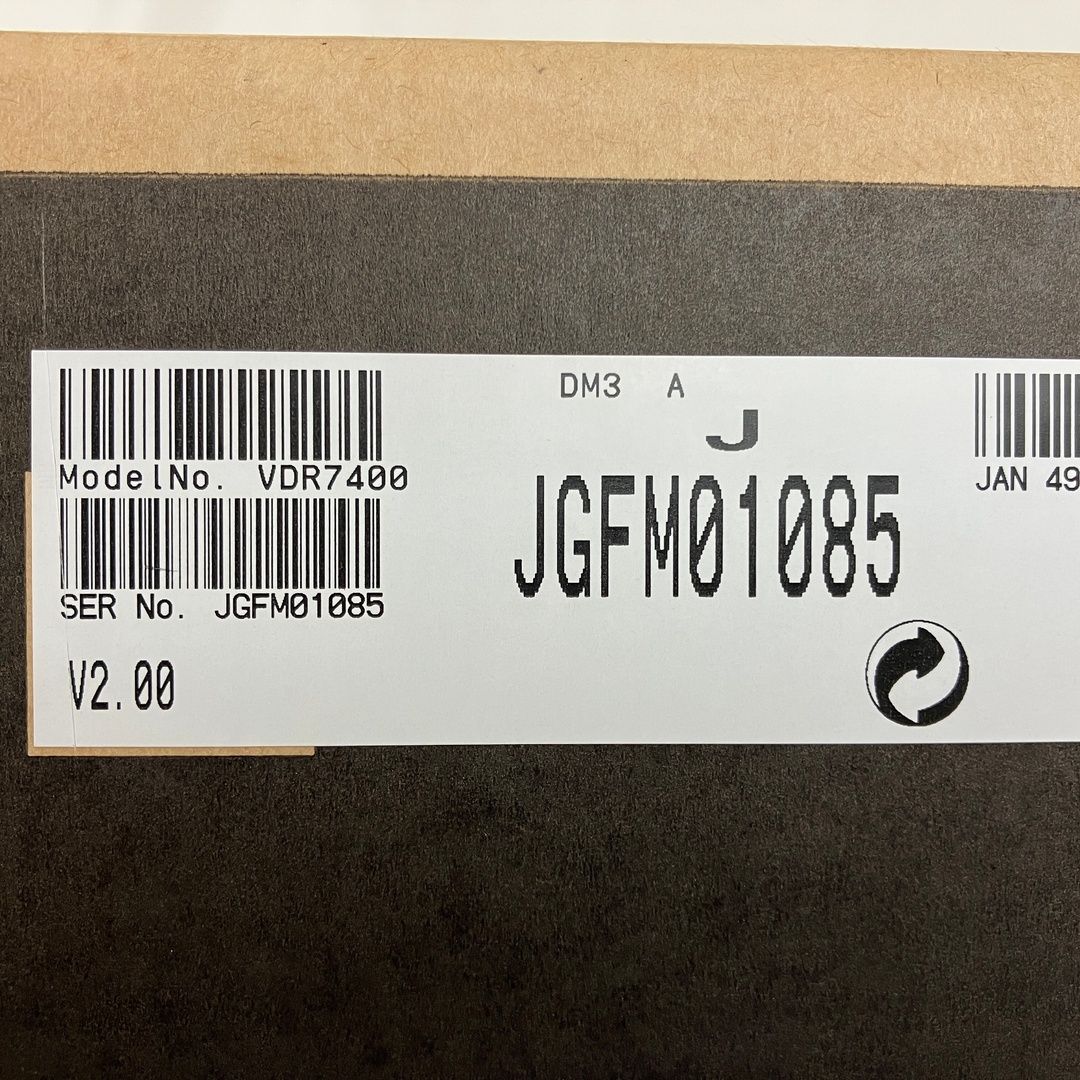 DM3 A
J
ModelNo. VDR7400
JGFM01085
JAN 49
SER No. JGFM01085
V2.00